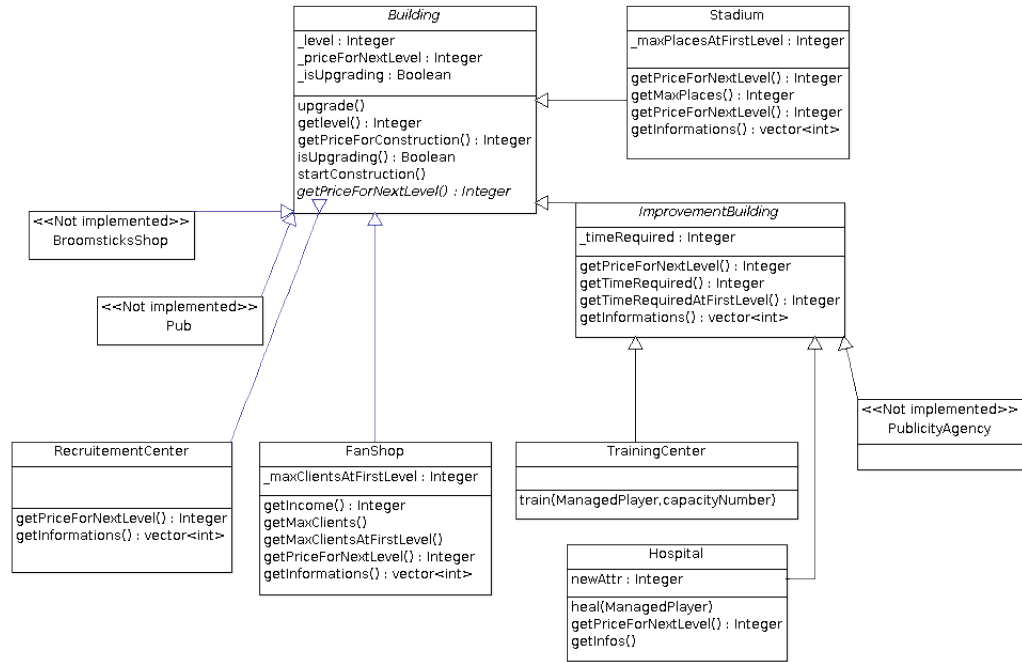 Building
_level : Integer
_priceForNextLevel : Integer
_isUpgrading : Boolean
upgrade()
getlevel() : Integer
getPriceForConstruction() : Integer
isUpgrading() : Boolean
startConstruction()
getPriceForNextLevel() : Integer
Stadium
_maxPlacesAtFirstLevel : Integer
getPriceForNextLevel() : Integer
getMaxPlaces() : Integer
getPriceForNextLevel() : Integer
getInformations() : vector<int>
<<Not implemented>>
BroomsticksShop
ImprovementBuilding
_timeRequired : Integer
getPriceForNextLevel() : Integer
getTimeRequired() : Integer
getTimeRequiredAtFirstLevel() : Integer
getInformations() : vector<int>
<<Not implemented>>
Pub
<<Not implemented>>
PublicityAgency
RecruitementCenter
getPriceForNextLevel() : Integer
getInformations() : vector<int>
FanShop
_maxClientsAtFirstLevel : Integer
getIncome() : Integer
getMaxClients()
getMaxClientsAtFirstLevel()
getPriceForNextLevel() : Integer
getInformations() : vector<int>
TrainingCenter
train(ManagedPlayer,capacityNumber)
Hospital
newAttr : Integer
heal(ManagedPlayer)
getPriceForNextLevel() : Integer
getInfos()